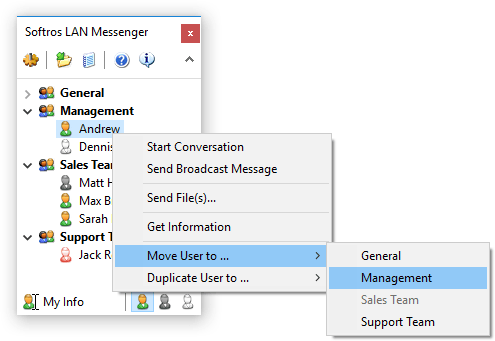 Softros LAN Messenger
x
General
Management
Andrew
Dennis
Sales Team
Matt H
Max B
Sarah
Support T
Jack R
My Info
Start Conversation
Send Broadcast Message
Send File(s)...
Get Information
Move User to ...
Duplicate User to ...
General
Management
Sales Team
Support Team